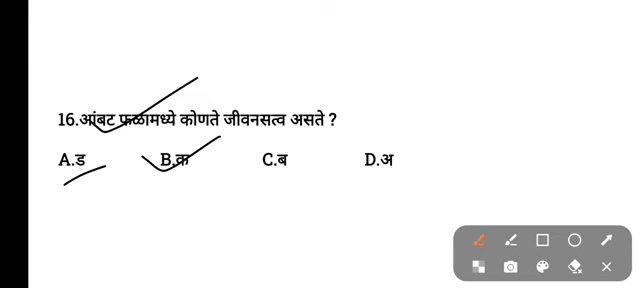 16.आंबट फळामध्ये कोणते जीवनसत्व असते ?
A.ड B.क C.ब D.अ